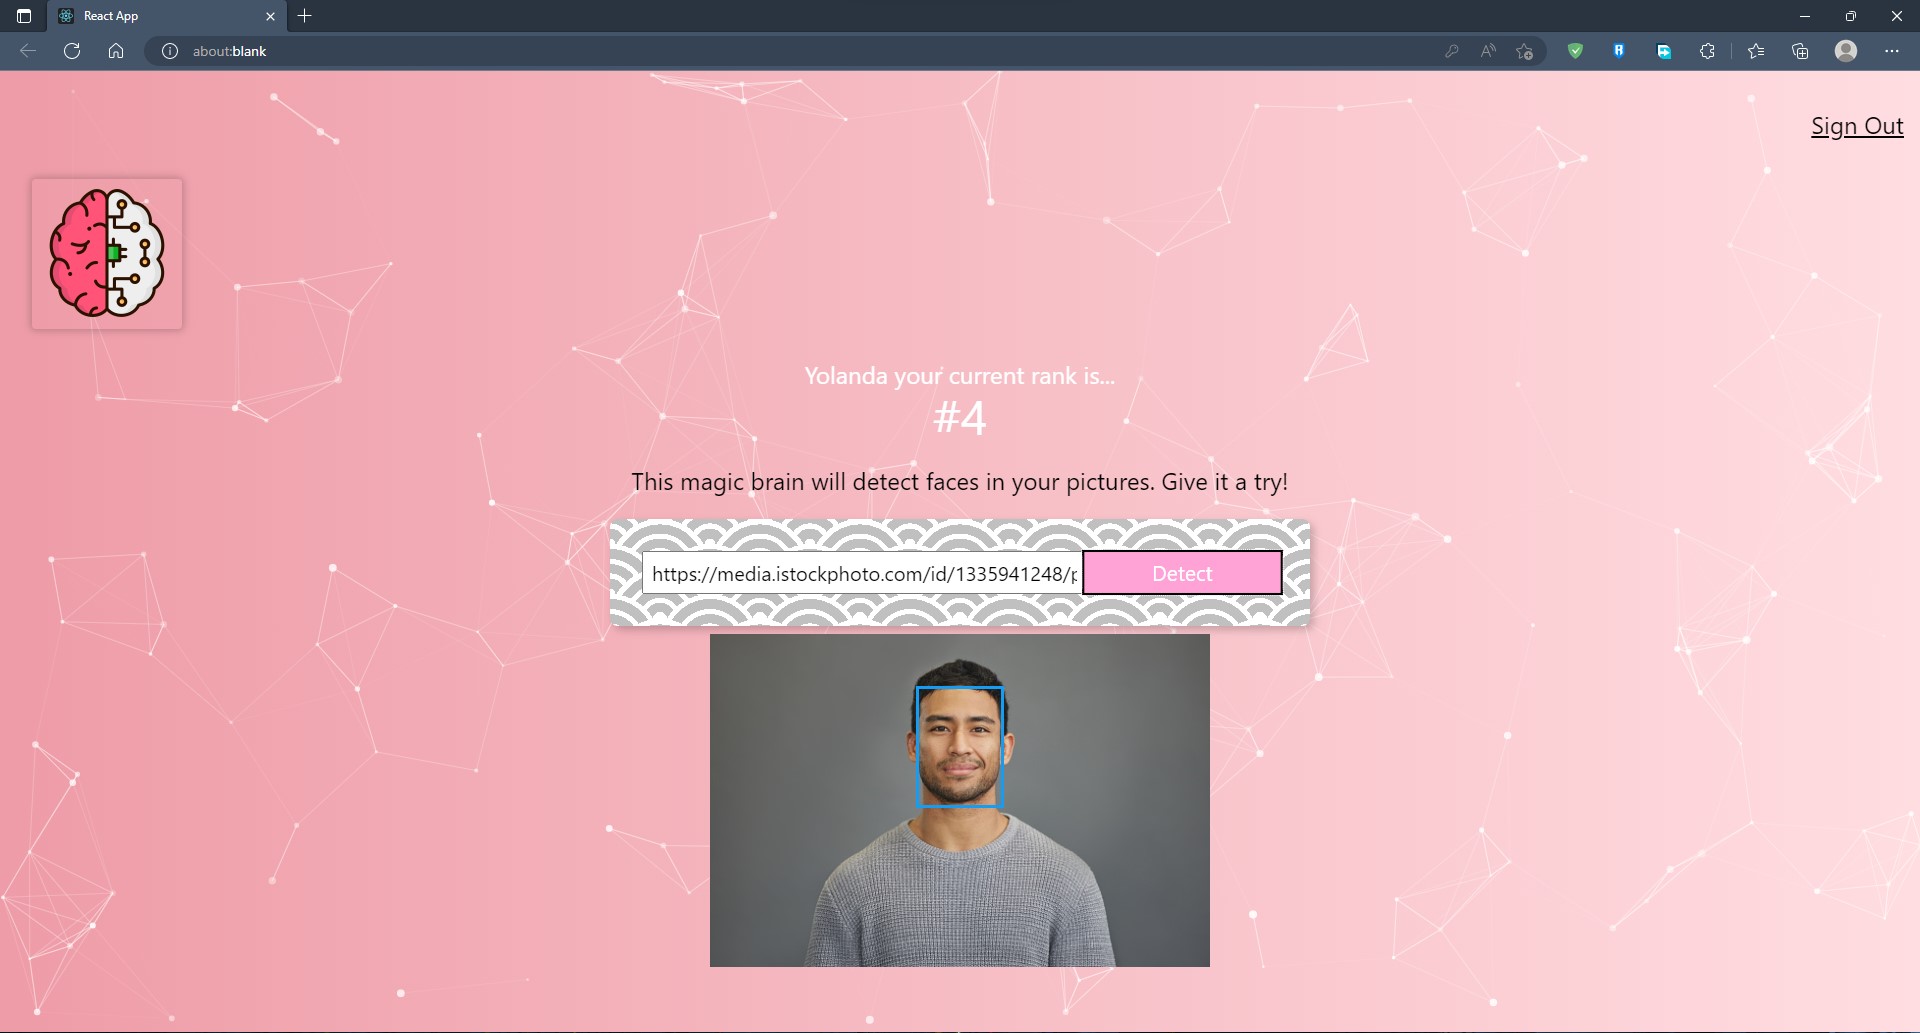 React App
about:blank
Sign Out
Yolanda your current rank is...
#4
This magic brain will detect faces in your pictures. Give it a try!
https://media.istockphoto.com/id/1335941248/p
Detect